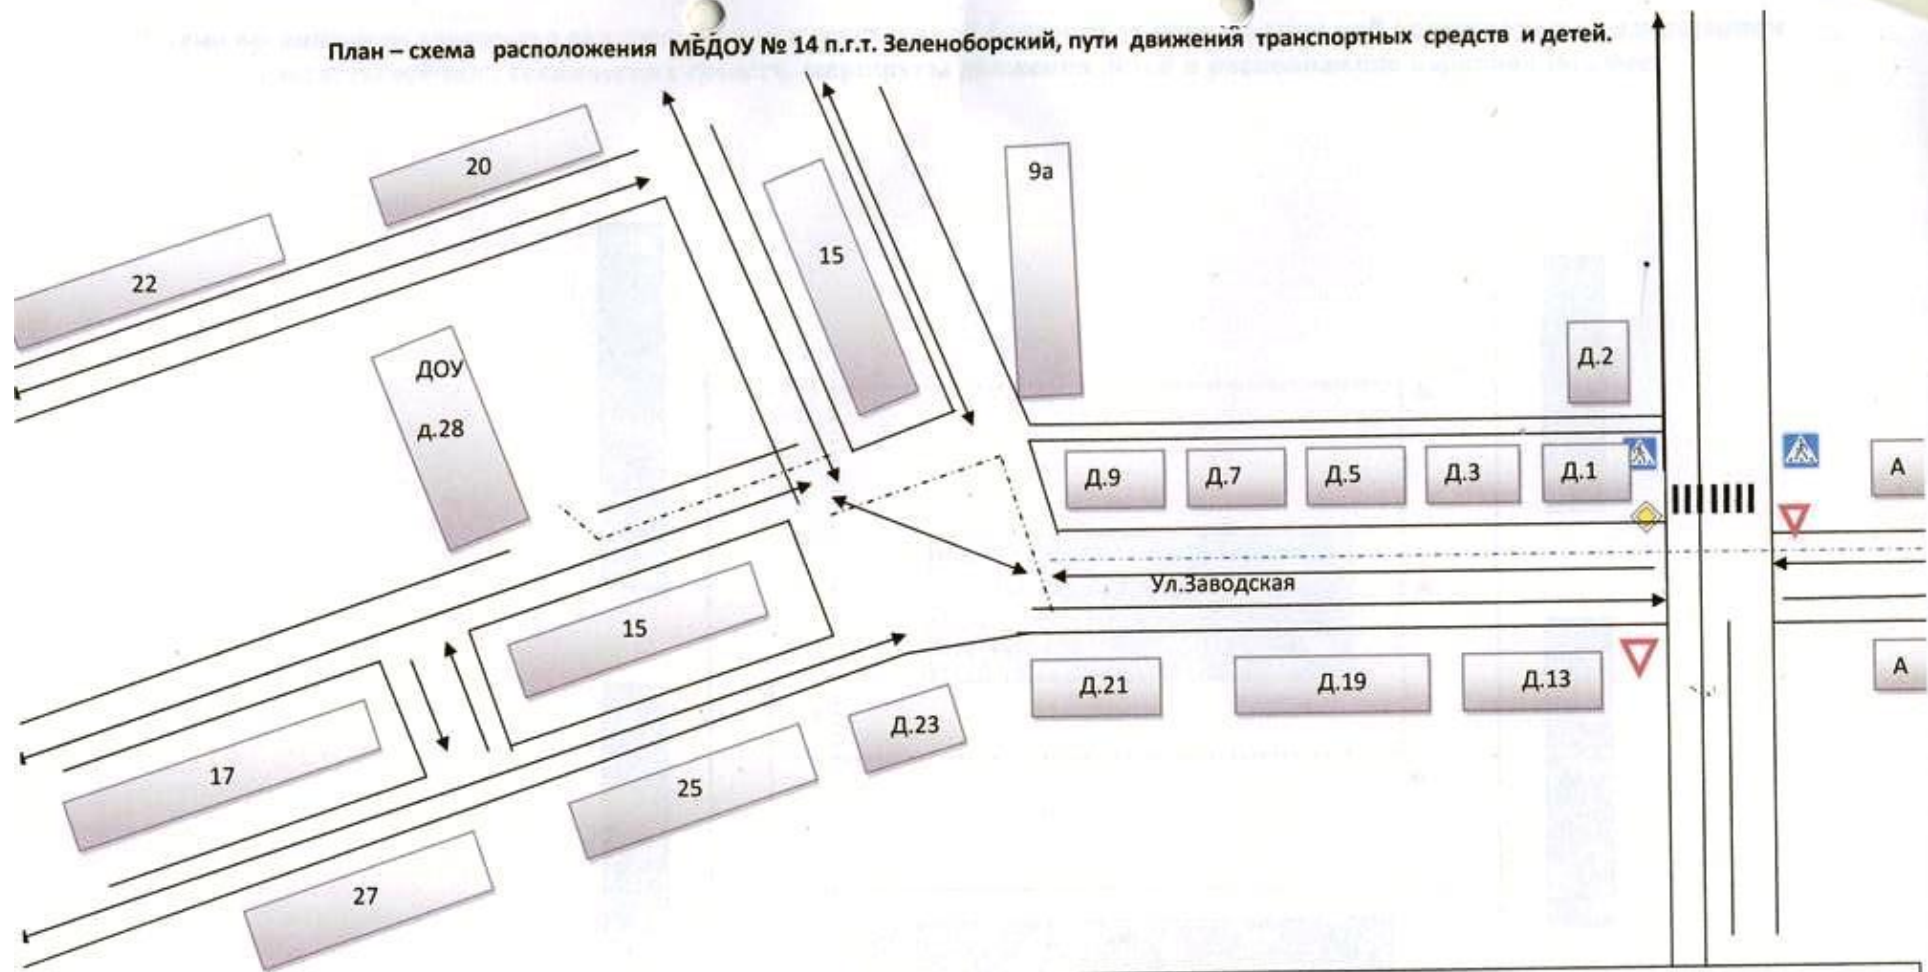 План – схема расположения МБДОУ № 14 п.г.т. Зеленоборский, пути движения транспортных средств и детей.
20
9а
15
22
Д.2
ДОУ
д.28
Д.9
Д.7
Д.5
Д.3
Д.1
А
Ул.Заводская
15
Д.21
Д.19
Д.13
А
Д.23
17
25
27